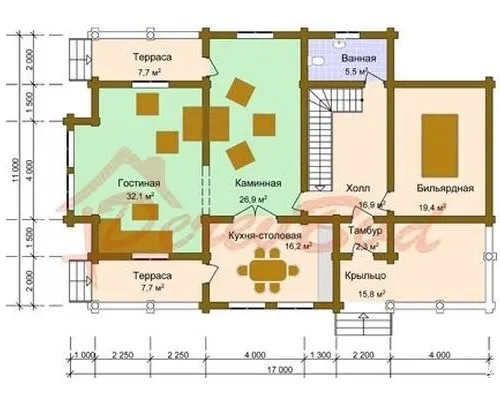 Терраса
7,7 м²
Ванная
5,5 м²
Гостиная
32,1 м²
Каминная
26,9 м²
Холл
16,9 м²
Бильярдная
19,4 м²
Кухня-столовая
16,2 м²
Тамбур
2,3 м²
Терраса
7,7 м²
Крыльцо
15,8 м²
2 000
1 500
4 000
11 000
1 500
2 000
1 000
2 250
2 250
4 000
1 300
2 200
4 000
17 000